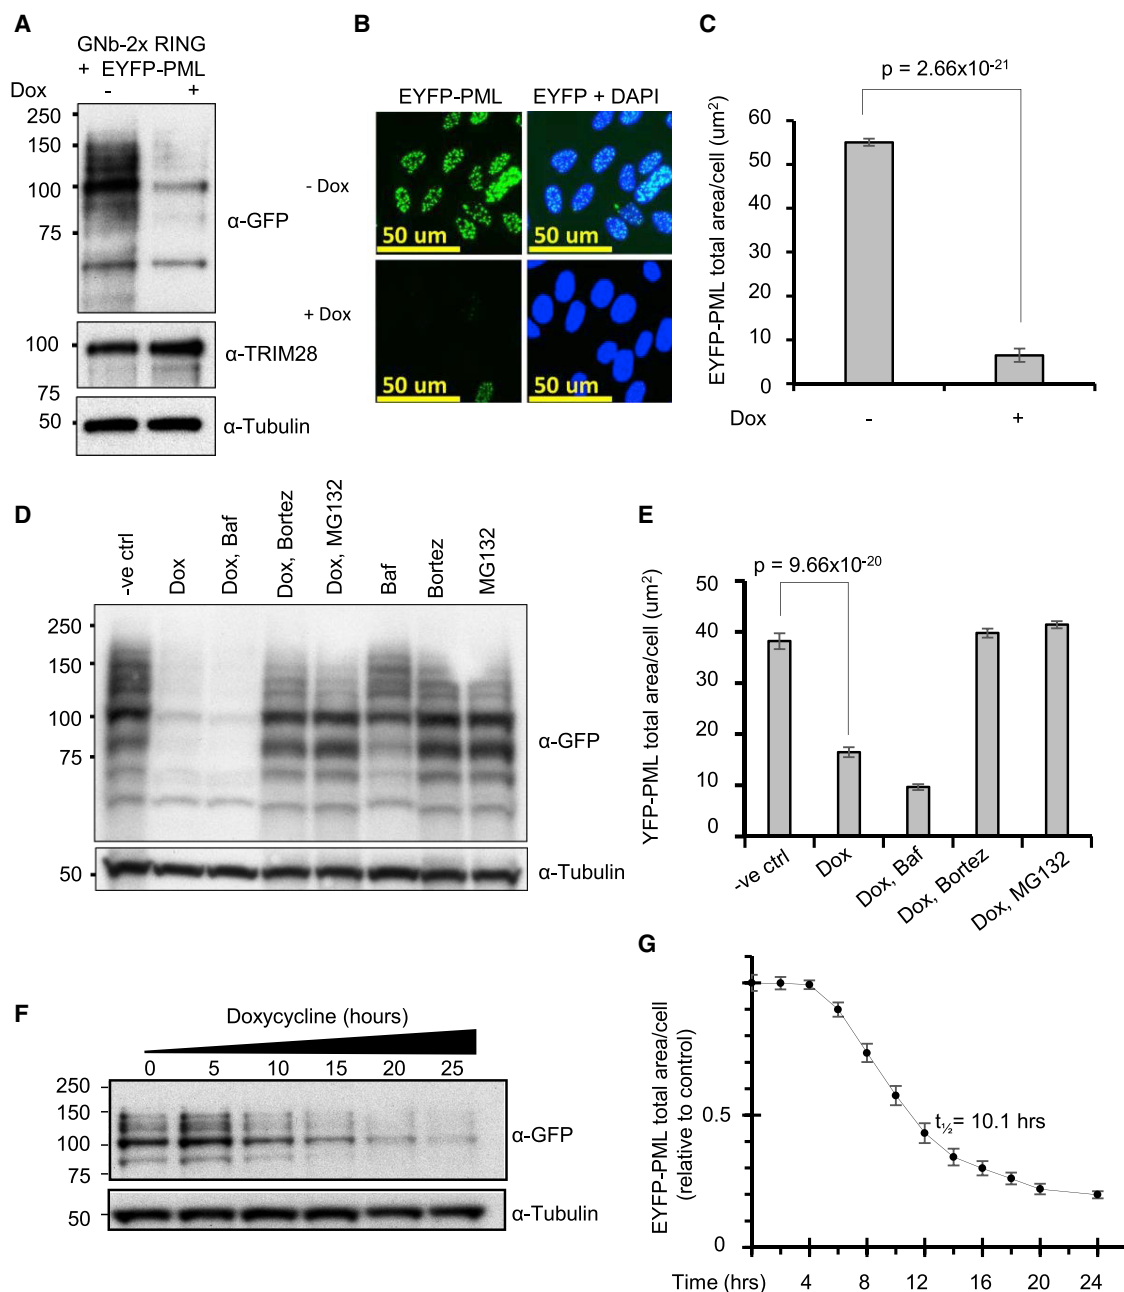 A
GNb-2x RING
+ EYFP-PML
Dox - +
250
150
100
75
α-GFP
100
α-TRIM28
75
50
α-Tubulin
B
EYFP-PML EYFP + DAPI
- Dox
50 um 50 um
+ Dox
50 um 50 um
C
p = 2.66x10-21
EYFP-PML total area/cell (um2)
60
50
40
30
20
10
0
Dox - +
D
-ve ctrl
Dox
Dox, Baf
Dox, Bortez
Dox, MG132
Baf
Bortez
MG132
250
150
100
75
α-GFP
50
α-Tubulin
E
p = 9.66x10-20
YFP-PML total area/cell (um2)
50
40
30
20
10
0
-ve ctrl
Dox
Dox, Baf
Dox, Bortez
Dox, MG132
F
Doxycycline (hours)
0 5 10 15 20 25
250
150
100
75
α-GFP
50
α-Tubulin
G
EYFP-PML total area/cell
(relative to control)
0.5
0
t½= 10.1 hrs
Time (hrs) 4 8 12 16 20 24